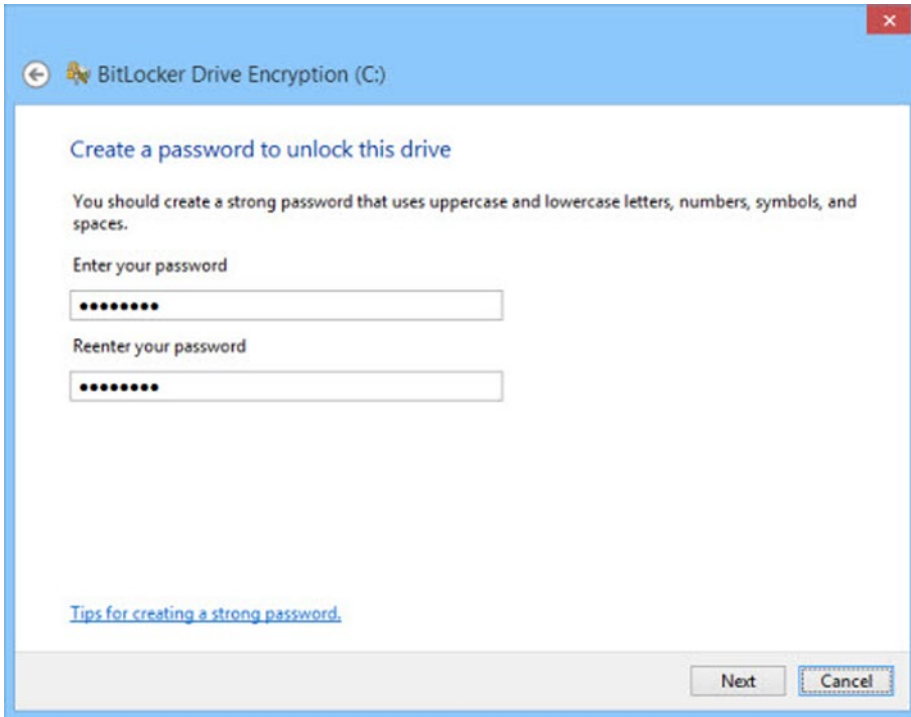 BitLocker Drive Encryption (C:)
Create a password to unlock this drive
You should create a strong password that uses uppercase and lowercase letters, numbers, symbols, and
spaces.
Enter your password
••••••••
Reenter your password
••••••••
Tips for creating a strong password.
Next Cancel